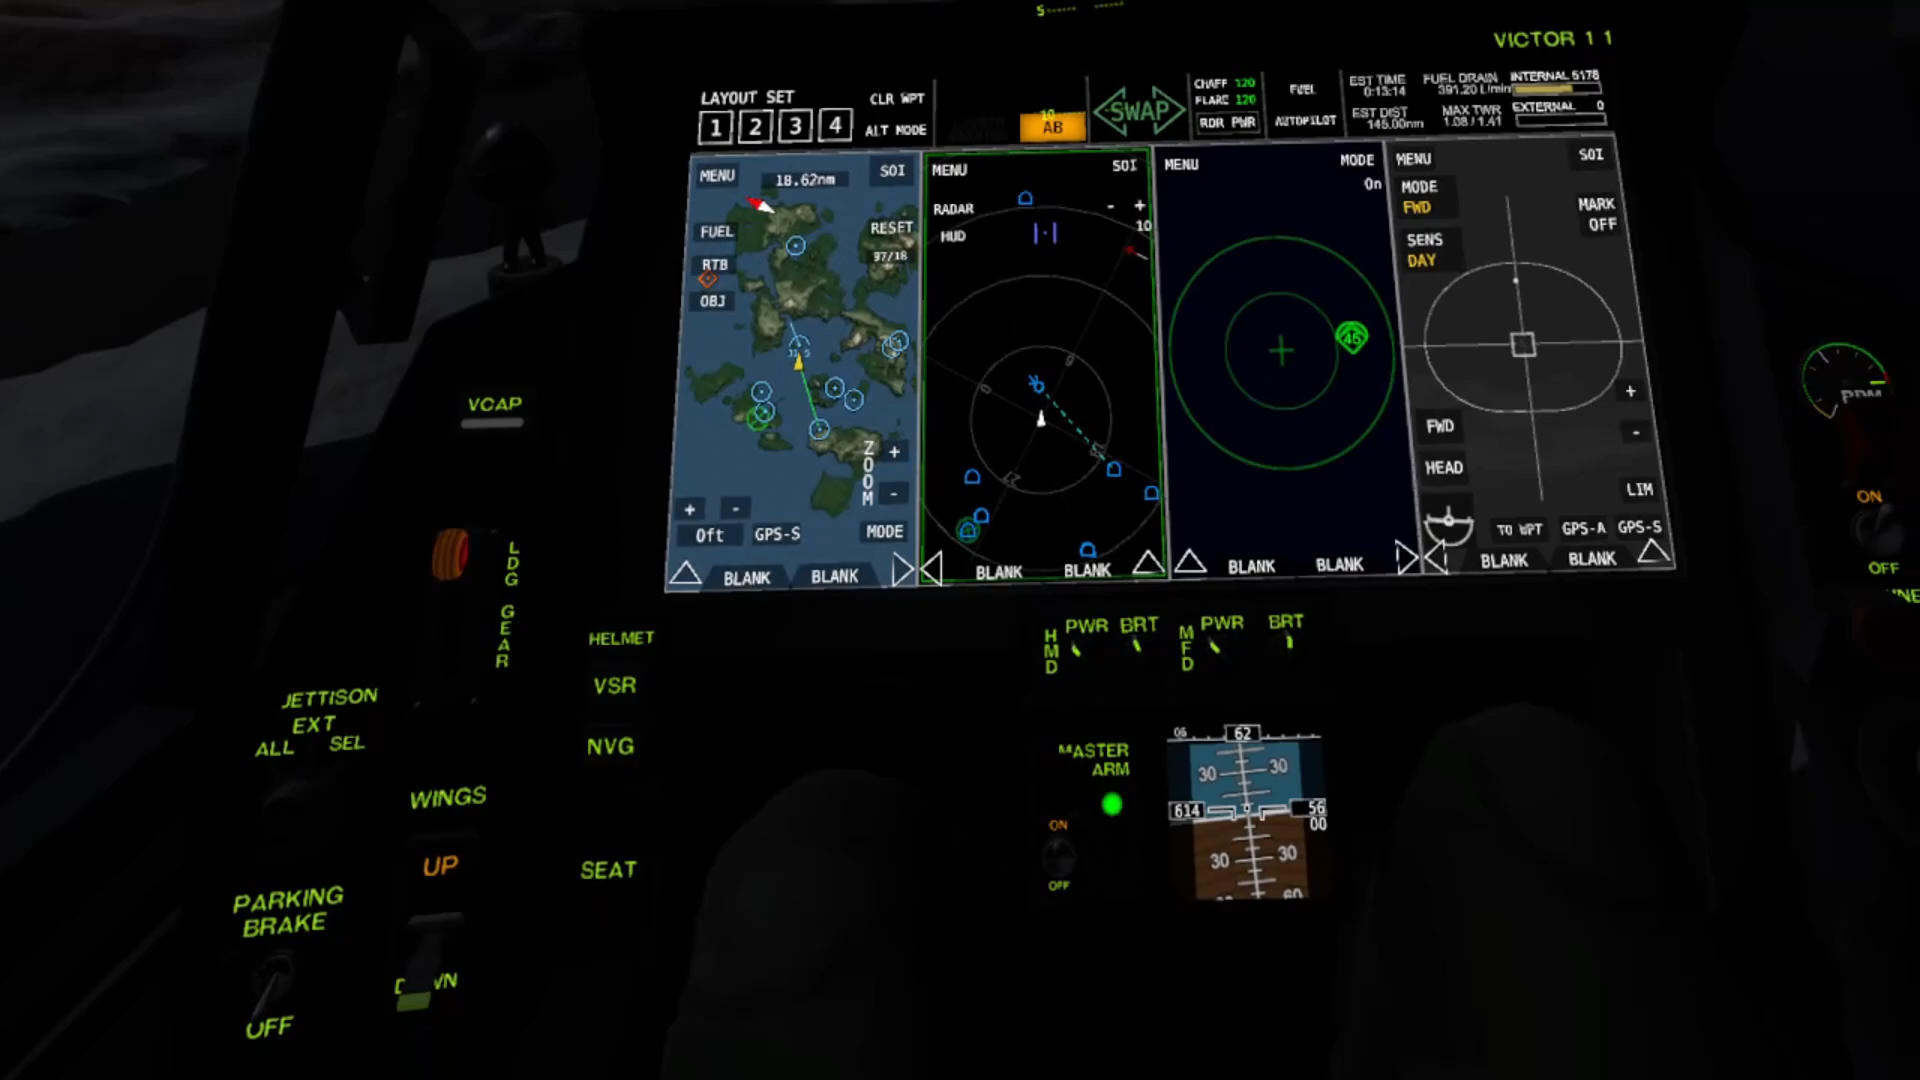 S
VICTOR 1 1
LAYOUT SET
1 2 3 4
CLR WPT
ALT MODE
10
AB
SWAP
CHAFF 120
FLARE 120
RDR PWR
FUEL
AUTOPILOT
EST TIME
0:13:14
EST DIST
145.00nm
FUEL DRAIN
391.20 L/min
MAX TWR
1.08 / 1.41
INTERNAL 5178
EXTERNAL 0
MENU
18.62nm
SOI
FUEL
RESET
97/18
RTB
OBJ
ZOOM
+
-
+ -
0ft
GPS-S
MODE
BLANK BLANK
MENU
SOI
RADAR
- +
10
HUD
BLANK BLANK
MENU
MODE
On
45
BLANK BLANK
MENU
SOI
MODE
FWD
MARK
OFF
SENS
DAY
+
-
FWD
HEAD
LIM
TO WPT
GPS-A
GPS-S
BLANK BLANK
VCAP
LDG GEAR
HELMET
VSR
NVG
SEAT
JETTISON
EXT
ALL SEL
WINGS
UP
PARKING
BRAKE
OFF
HMD
PWR BRT
MFD
PWR BRT
MASTER
ARM
ON
OFF
06
62
30 30
614
56
00
30 30
60
ON
OFF